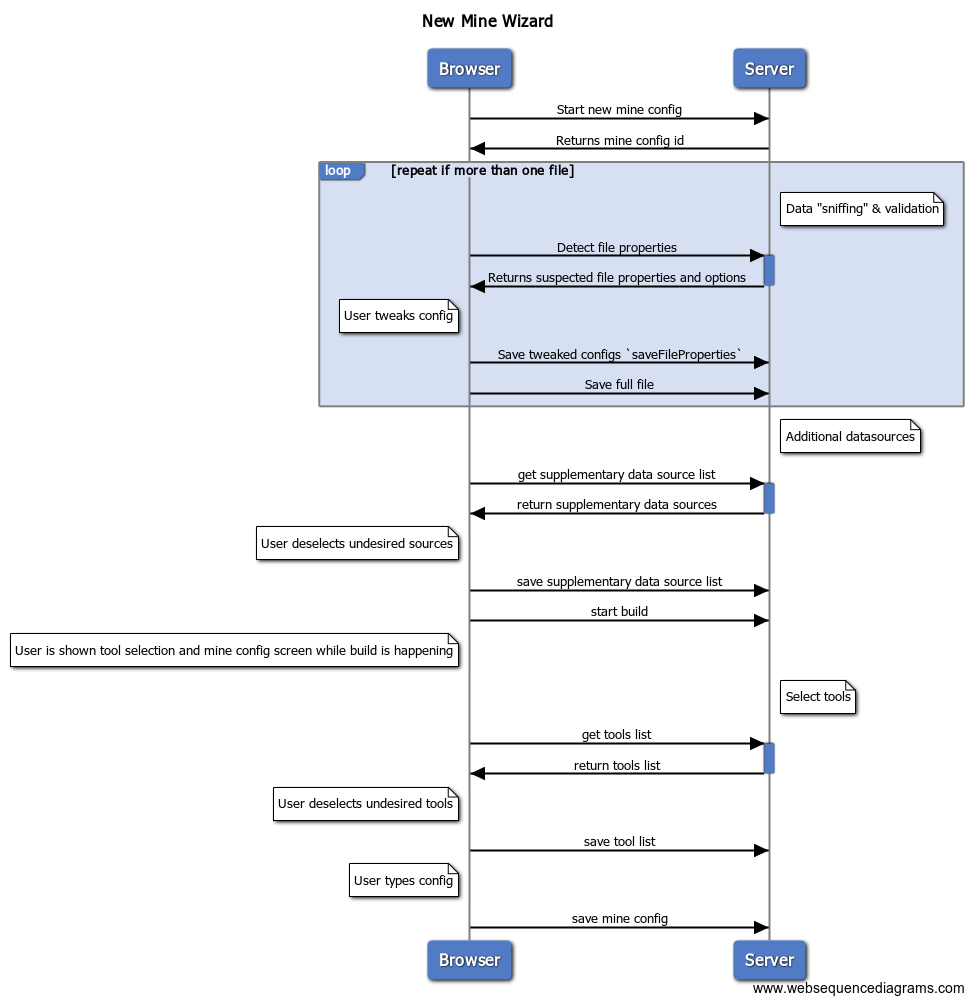 New Mine Wizard
Browser
Server
Start new mine config
Returns mine config id
loop
[repeat if more than one file]
Data "sniffing" & validation
Detect file properties
Returns suspected file properties and options
User tweaks config
Save tweaked configs `saveFileProperties`
Save full file
Additional datasources
get supplementary data source list
return supplementary data sources
User deselects undesired sources
save supplementary data source list
start build
User is shown tool selection and mine config screen while build is happening
Select tools
get tools list
return tools list
User deselects undesired tools
save tool list
User types config
save mine config
Browser
Server
www.websequencediagrams.com